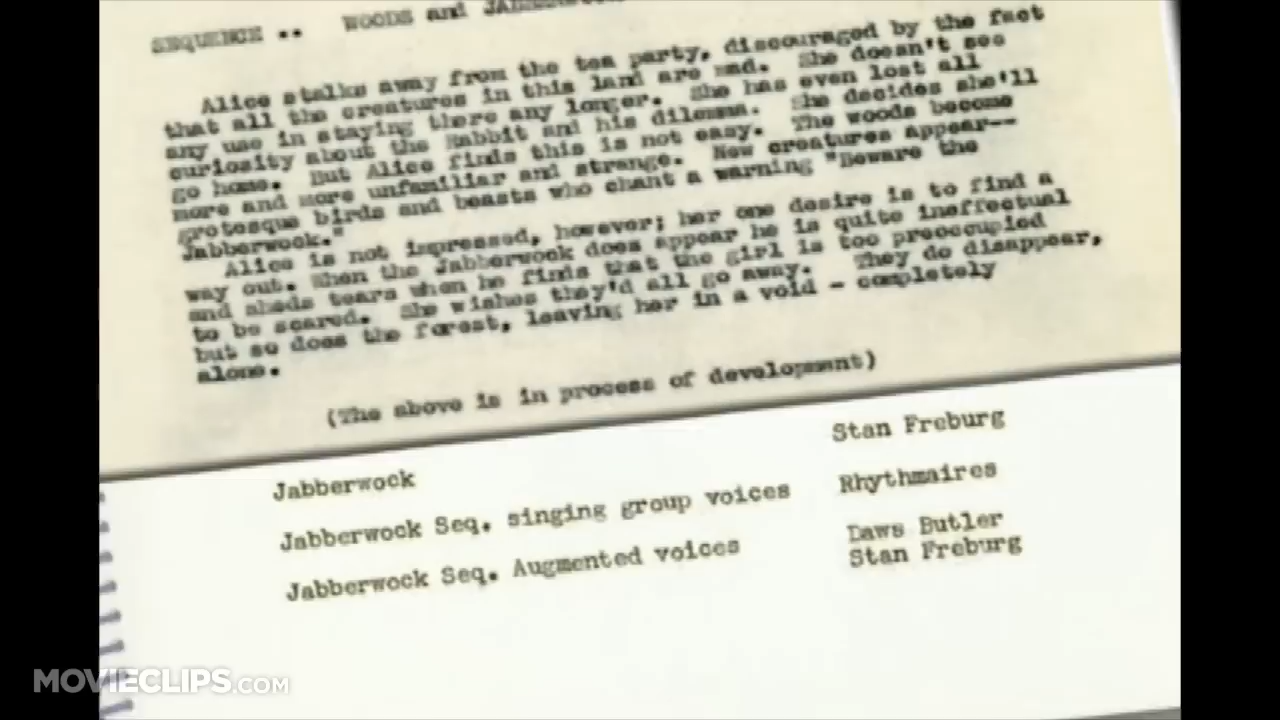 SEQUENCE .. WOODS and
Alice stalks away from the tea party, discouraged by the fact
that all the creatures in this land are mad. She doesn't see
any use in staying there any longer. She has even lost all
curiosity about the Rabbit and his dilemma. She decides she'll
go home. But Alice finds this is not easy. The woods become
more and more unfamiliar and strange. New creatures appear--
grotesque birds and beasts who chant a warning "Beware the
Jabberwock."
Alice is not impressed, however; her one desire is to find a
way out. When the Jabberwock does appear he is quite ineffectual
and sheds tears when he finds that the girl is too preoccupied
to be scared. She wishes they'd all go away. They do disappear,
but so does the forest, leaving her in a void - completely
alone.
(The above is in process of development)
Jabberwock Stan Freburg
Jabberwock Seq. singing group voices Rhythmaires
Jabberwock Seq. Augmented voices Daws Butler
Stan Freburg
MOVIECLIPS.COM